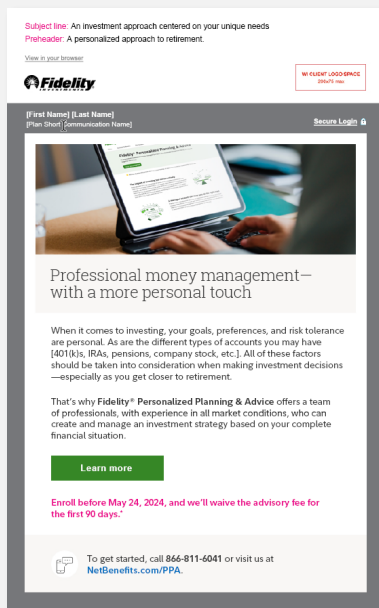 Subject line: An investment approach centered on your unique needs
Preheader: A personalized approach to retirement.
View in your browser
Fidelity
INVESTMENTS
WI CLIENT LOGO SPACE
200x75 max
[First Name] [Last Name]
[Plan Short Communication Name]
Secure Login
Fidelity® Personalized Planning & Advice
Professional money management—
with a more personal touch
When it comes to investing, your goals, preferences, and risk tolerance
are personal. As are the different types of accounts you may have
[401(k)s, IRAs, pensions, company stock, etc.]. All of these factors
should be taken into consideration when making investment decisions
—especially as you get closer to retirement.
That's why Fidelity® Personalized Planning & Advice offers a team
of professionals, with experience in all market conditions, who can
create and manage an investment strategy based on your complete
financial situation.
Learn more
Enroll before May 24, 2024, and we'll waive the advisory fee for
the first 90 days.*
To get started, call 866-811-6041 or visit us at
NetBenefits.com/PPA.